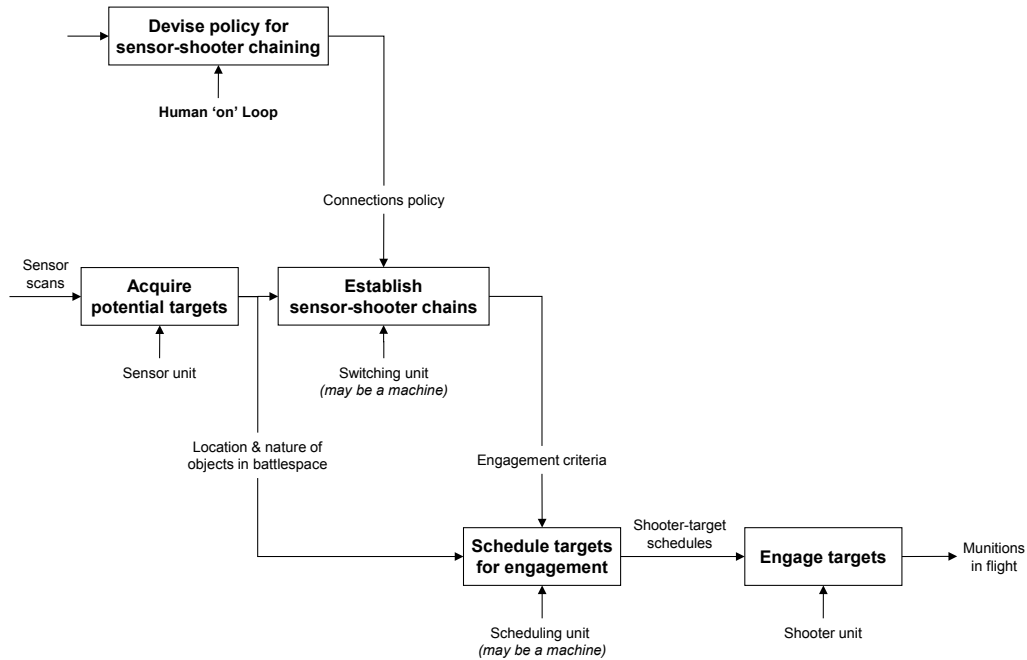 Devise policy for
sensor-shooter chaining
Human ‘on’ Loop
Connections policy
Sensor
scans
Acquire
potential targets
Establish
sensor-shooter chains
Sensor unit
Switching unit
(may be a machine)
Location & nature of
objects in battlespace
Engagement criteria
Schedule targets
for engagement
Shooter-target
schedules
Engage targets
Munitions
in flight
Scheduling unit
(may be a machine)
Shooter unit